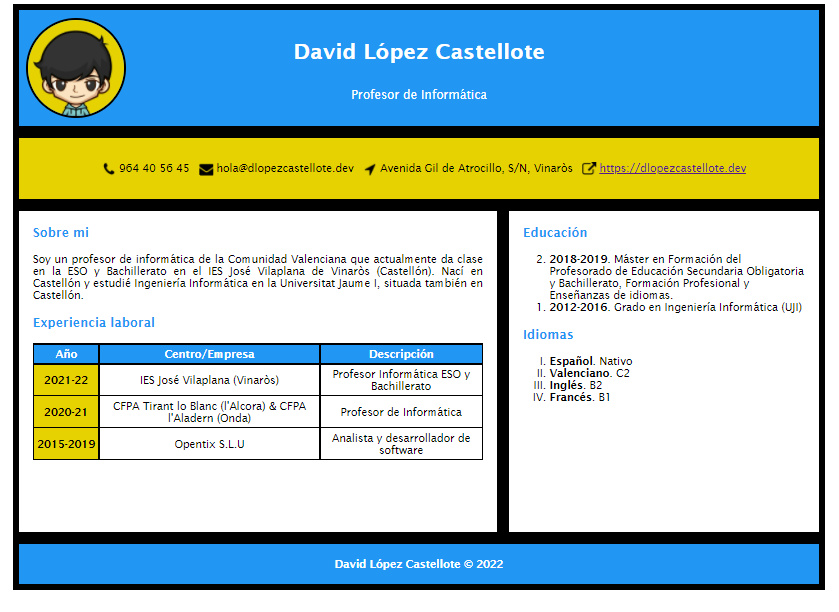 David López Castellote
Profesor de Informática
964 40 56 45 hola@dlopezcastellote.dev Avenida Gil de Atrocillo, S/N, Vinaròs https://dlopezcastellote.dev
Sobre mi
Soy un profesor de informática de la Comunidad Valenciana que actualmente da clase
en la ESO y Bachillerato en el IES José Vilaplana de Vinaròs (Castellón). Nací en
Castellón y estudié Ingeniería Informática en la Universitat Jaume I, situada también en
Castellón.
Experiencia laboral
Año Centro/Empresa Descripción
2021-22 IES José Vilaplana (Vinaròs) Profesor Informática ESO y
Bachillerato
2020-21 CFPA Tirant lo Blanc (l'Alcora) & CFPA
l'Aladern (Onda) Profesor de Informática
2015-2019 Opentix S.L.U Analista y desarrollador de
software
Educación
2. 2018-2019. Máster en Formación del
Profesorado de Educación Secundaria Obligatoria
y Bachillerato, Formación Profesional y
Enseñanzas de idiomas.
1. 2012-2016. Grado en Ingeniería Informática (UJI)
Idiomas
I. Español. Nativo
II. Valenciano. C2
III. Inglés. B2
IV. Francés. B1
David López Castellote © 2022